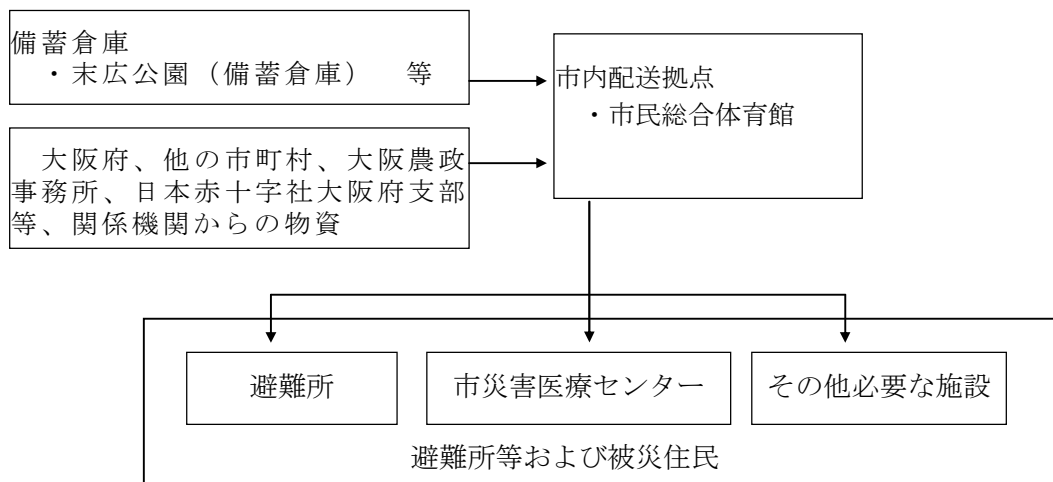 備蓄倉庫
・末広公園（備蓄倉庫）　等
大阪府、他の市町村、大阪農政
事務所、日本赤十字社大阪府支部
等、関係機関からの物資
市内配送拠点
・市民総合体育館
避難所
市災害医療センター
その他必要な施設
避難所等および被災住民